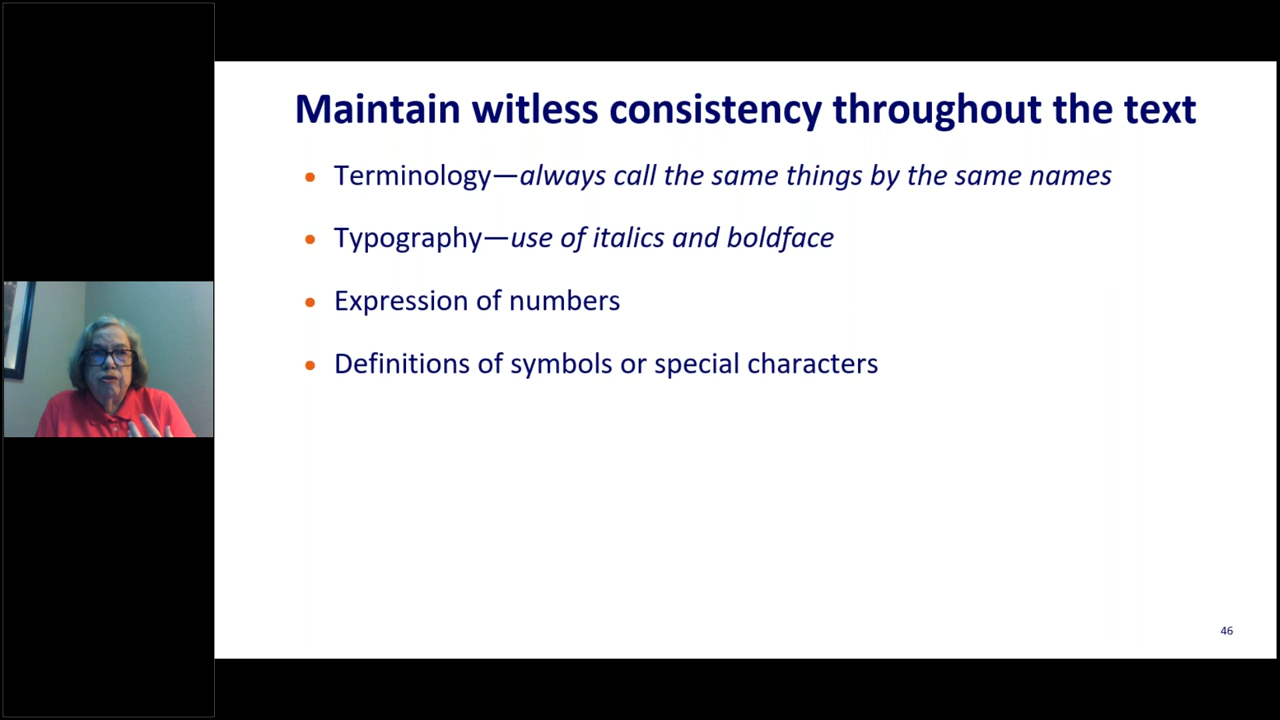 Maintain witless consistency throughout the text
• Terminology—always call the same things by the same names
• Typography—use of italics and boldface
• Expression of numbers
• Definitions of symbols or special characters
46